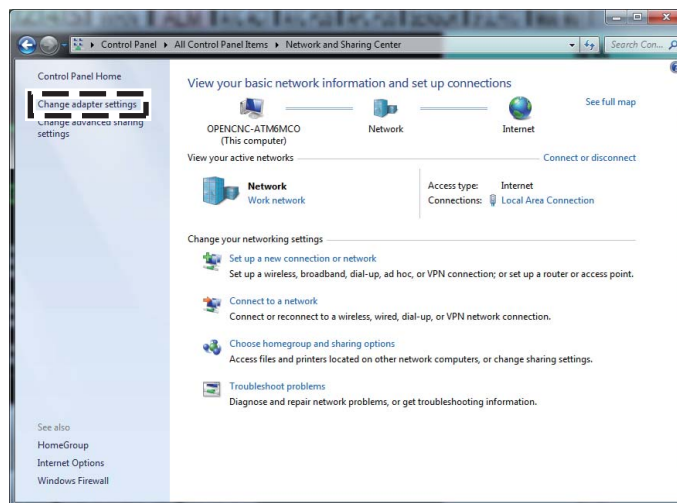 Control Panel ▸ All Control Panel Items ▸ Network and Sharing Center
Search Con...
Control Panel Home
Change adapter settings
Change advanced sharing
settings
View your basic network information and set up connections
See full map
OPENCNC-ATM6MCO
(This computer)
Network
Internet
View your active networks
Connect or disconnect
Network
Work network
Access type: Internet
Connections: Local Area Connection
Change your networking settings
Set up a new connection or network
Set up a wireless, broadband, dial-up, ad hoc, or VPN connection; or set up a router or access point.
Connect to a network
Connect or reconnect to a wireless, wired, dial-up, or VPN network connection.
Choose homegroup and sharing options
Access files and printers located on other network computers, or change sharing settings.
Troubleshoot problems
Diagnose and repair network problems, or get troubleshooting information.
See also
HomeGroup
Internet Options
Windows Firewall